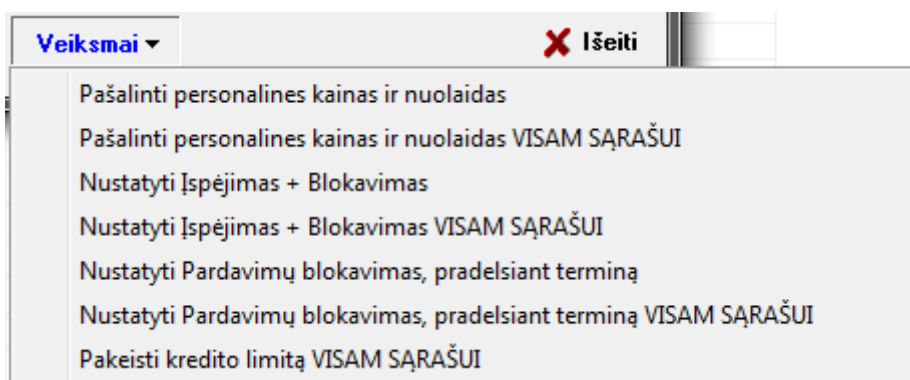 Veiksmai Išeiti
Pašalinti personalines kainas ir nuolaidas
Pašalinti personalines kainas ir nuolaidas VISAM SĄRAŠUI
Nustatyti Įspėjimas + Blokavimas
Nustatyti Įspėjimas + Blokavimas VISAM SĄRAŠUI
Nustatyti Pardavimų blokavimas, pradelsiant terminą
Nustatyti Pardavimų blokavimas, pradelsiant terminą VISAM SĄRAŠUI
Pakeisti kredito limitą VISAM SĄRAŠUI